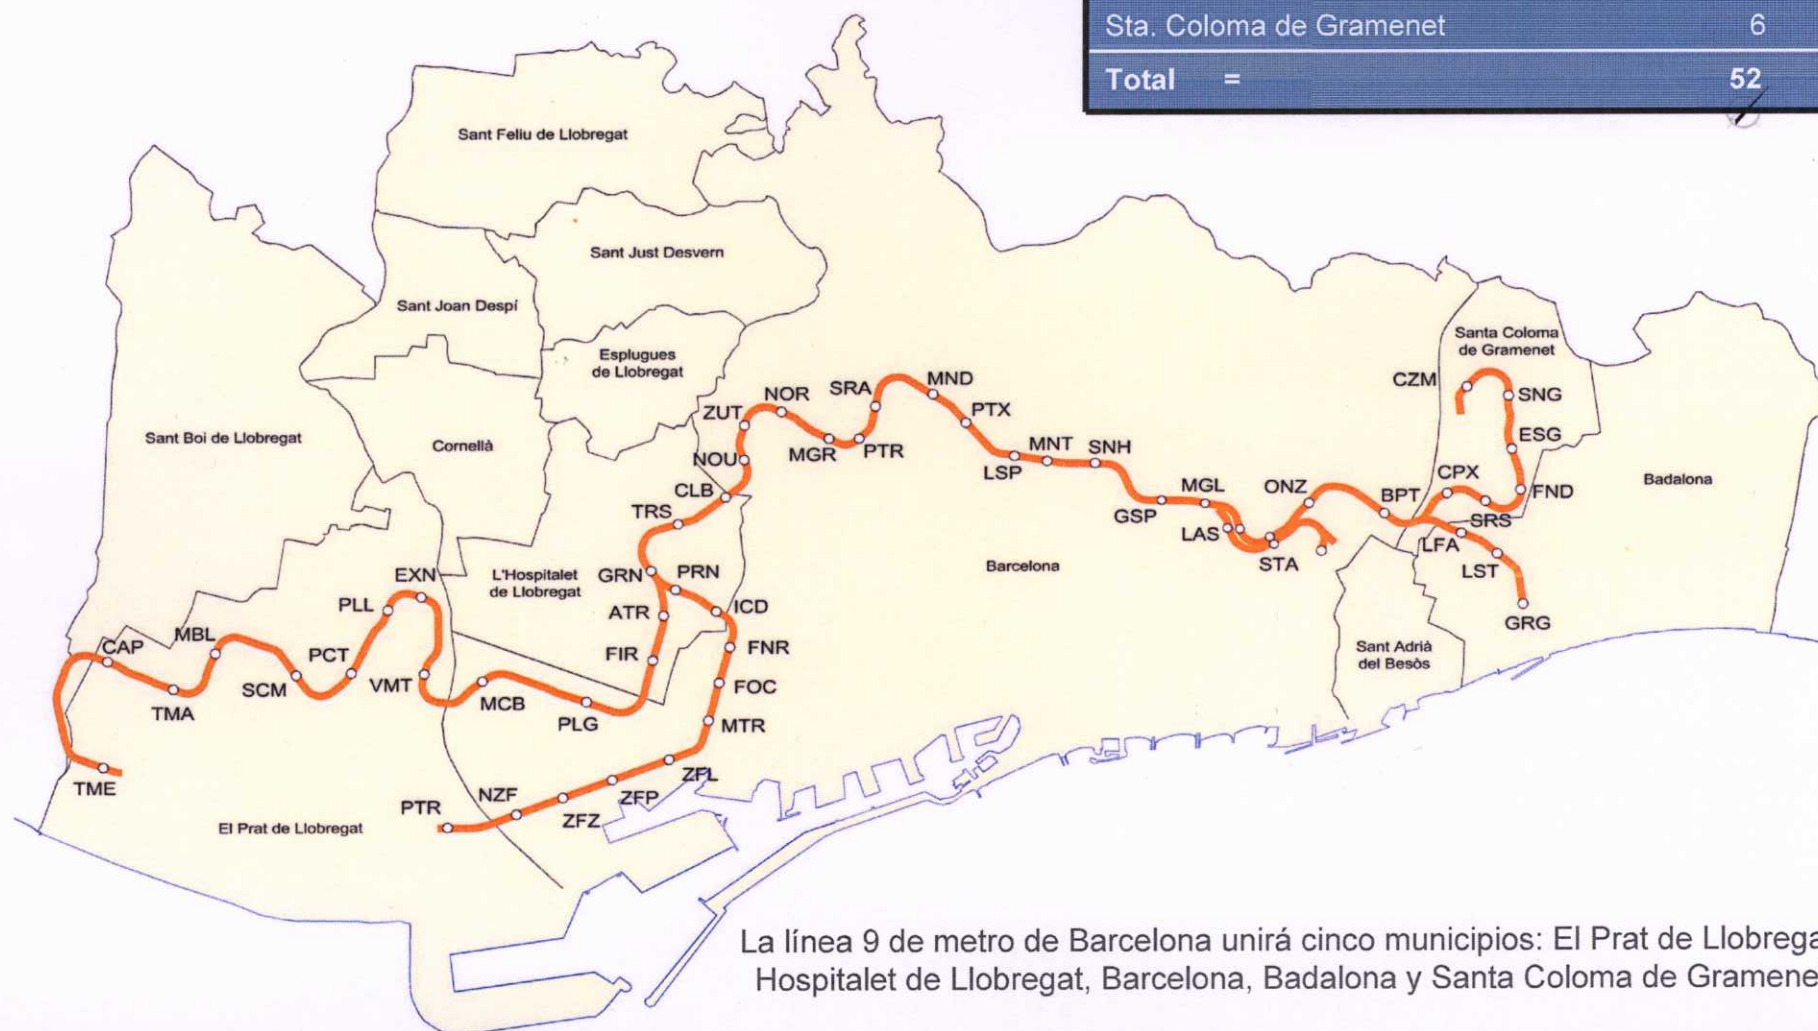 Sta. Coloma de Gramenet 6
Total = 52
Sant Feliu de Llobregat
Sant Just Desvern
Sant Joan Despí
Santa Coloma
de Gramenet
Esplugues
de Llobregat
CZM
SNG
SRA
MND
NOR
ZUT
PTX
Sant Boi de Llobregat
Cornellà
ESG
MGR
PTR
MNT
SNH
NOU
LSP
CPX
Badalona
CLB
MGL
ONZ
BPT
FND
TRS
GSP
SRS
LAS
LFA
STA
LST
Barcelona
EXN
GRN
PRN
L'Hospitalet
de Llobregat
PLL
ATR
ICD
GRG
MBL
CAP
FNR
Sant Adrià
del Besòs
PCT
FIR
SCM
VMT
FOC
MCB
TMA
PLG
MTR
ZFL
TME
NZF
ZFP
PTR
ZFZ
El Prat de Llobregat
La línea 9 de metro de Barcelona unirá cinco municipios: El Prat de Llobrega
Hospitalet de Llobregat, Barcelona, Badalona y Santa Coloma de Gramene